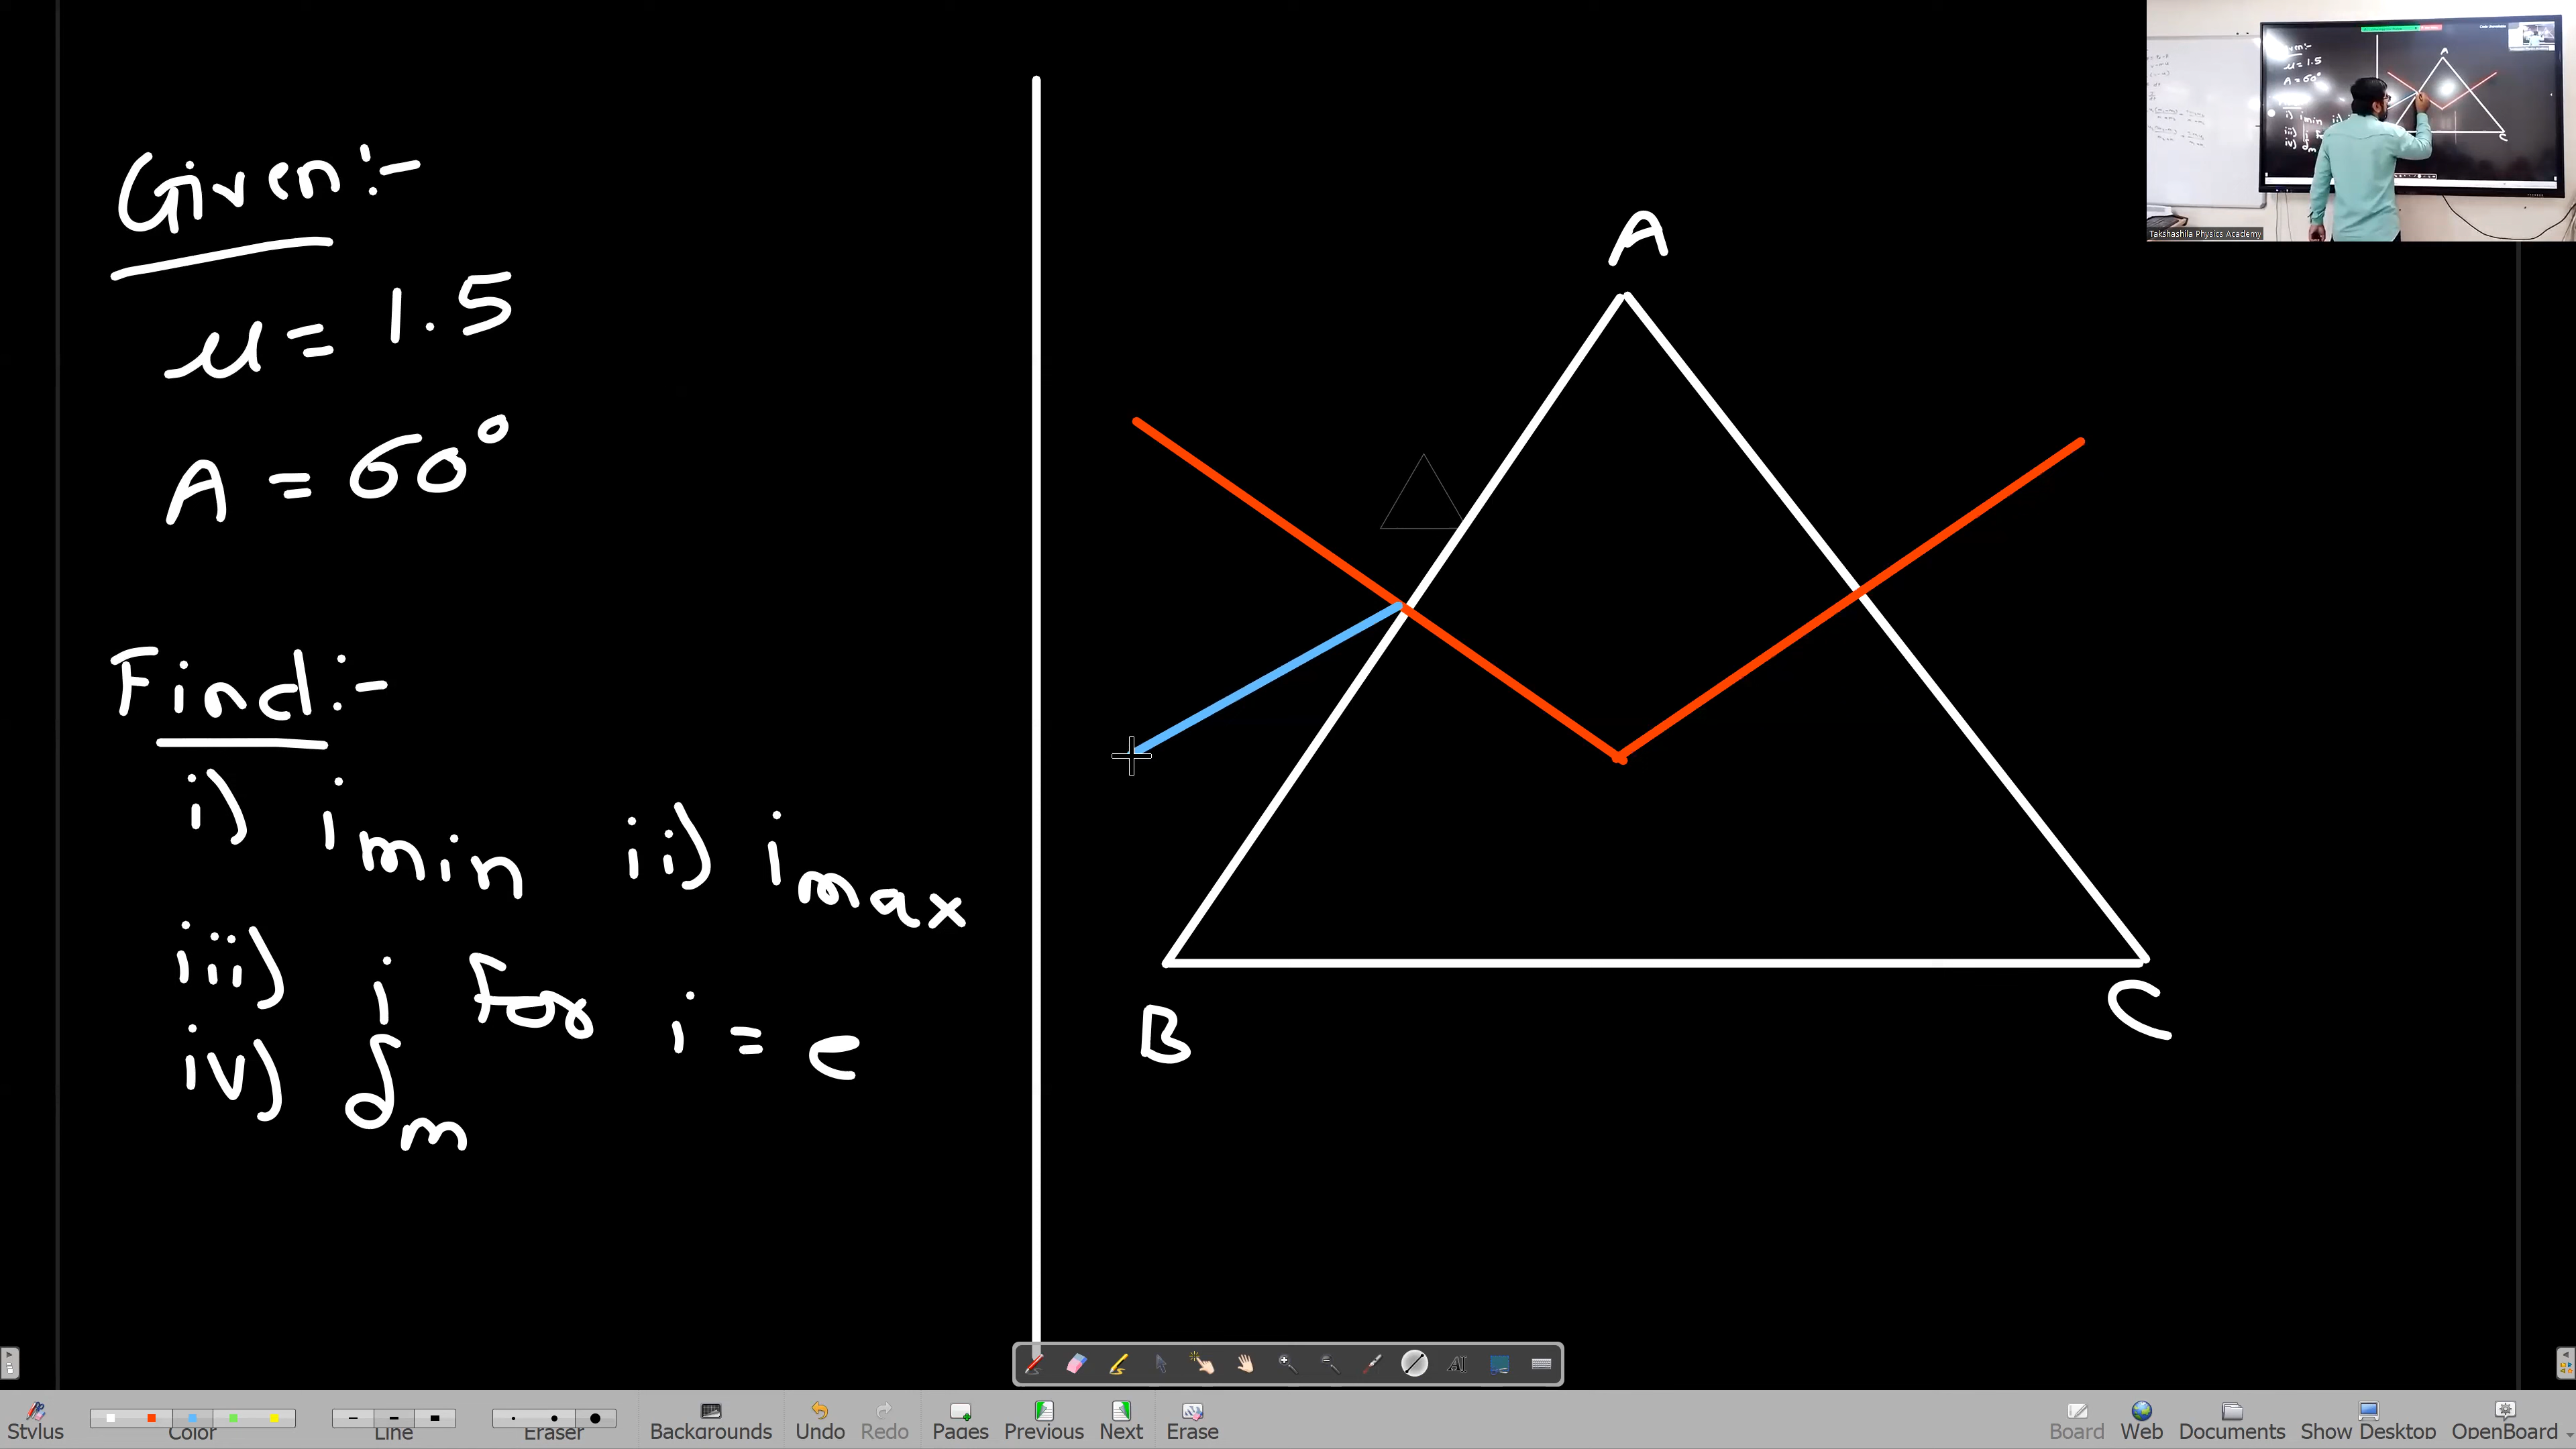 Given:-
μ = 1.5
A = 60°
Find:-
i) imin ii) imax
iii) i for i = e
iv) δm
A
B
C
Takshashila Physics Academy
Stylus
Color
Line
Eraser
Backgrounds
Undo
Redo
Pages
Previous
Next
Erase
Board
Web
Documents
Show Desktop
OpenBoard